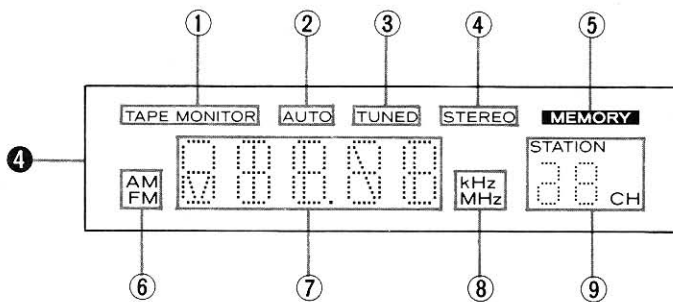 ① ② ③ ④ ⑤
TAPE MONITOR AUTO TUNED STEREO MEMORY
❹
STATION
AM
FM
kHz
MHz
CH
⑥ ⑦ ⑧ ⑨